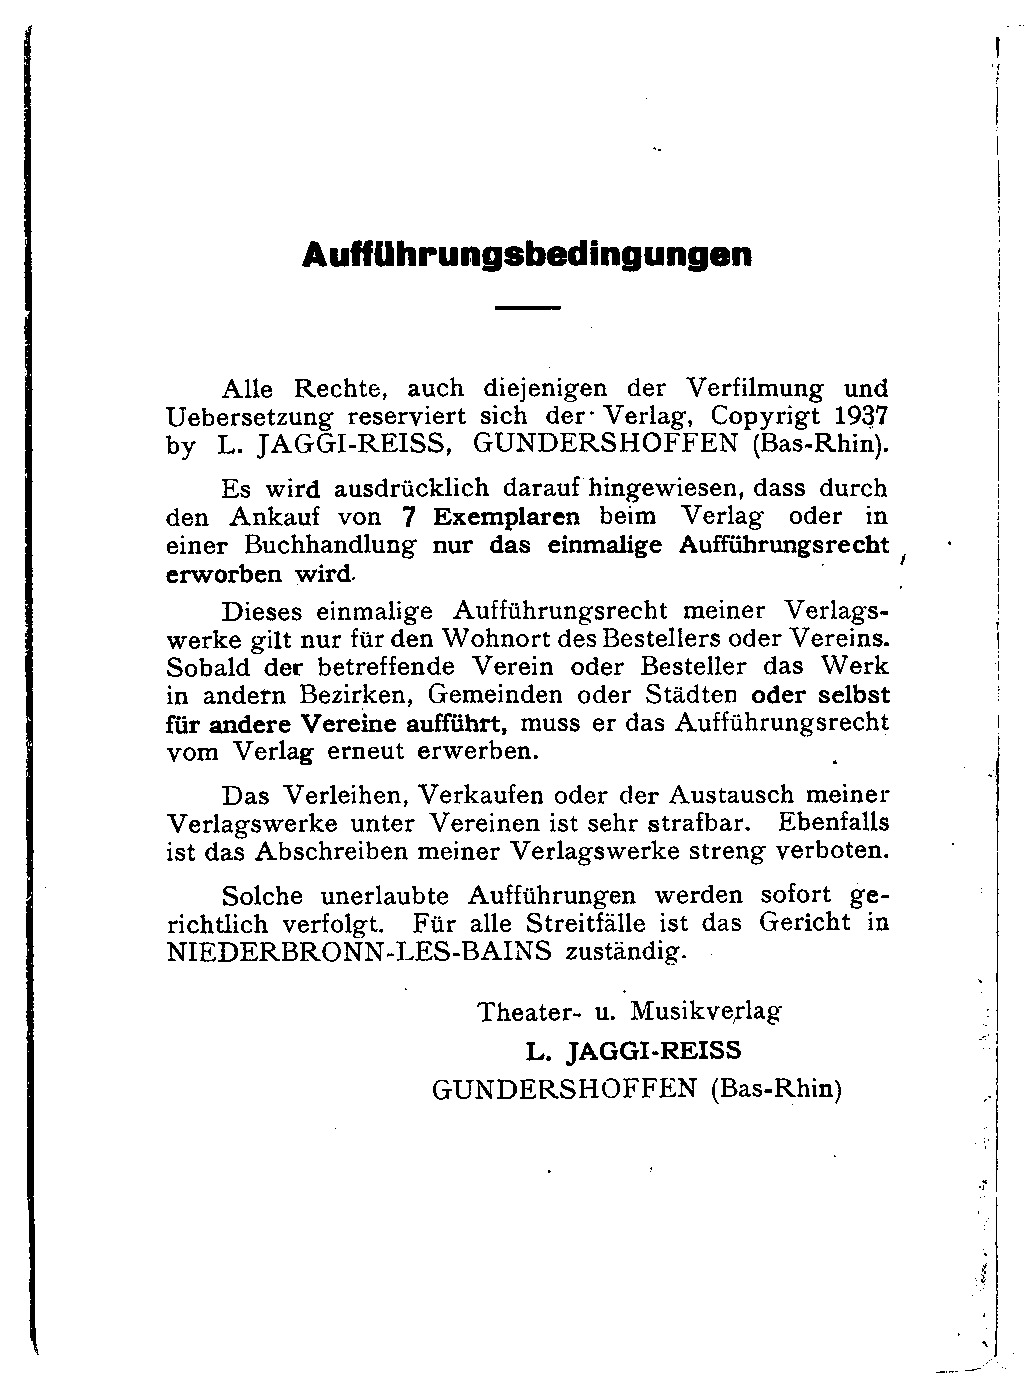 Aufführungsbedingungen
Alle Rechte, auch diejenigen der Verfilmung und
Uebersetzung reserviert sich der Verlag, Copyrigt 1937
by L. JAGGI-REISS, GUNDERSHOFFEN (Bas-Rhin).
Es wird ausdrücklich darauf hingewiesen, dass durch
den Ankauf von 7 Exemplaren beim Verlag oder in
einer Buchhandlung nur das einmalige Aufführungsrecht
erworben wird.
Dieses einmalige Aufführungsrecht meiner Verlags-
werke gilt nur für den Wohnort des Bestellers oder Vereins.
Sobald der betreffende Verein oder Besteller das Werk
in andern Bezirken, Gemeinden oder Städten oder selbst
für andere Vereine aufführt, muss er das Aufführungsrecht
vom Verlag erneut erwerben.
Das Verleihen, Verkaufen oder der Austausch meiner
Verlagswerke unter Vereinen ist sehr strafbar. Ebenfalls
ist das Abschreiben meiner Verlagswerke streng verboten.
Solche unerlaubte Aufführungen werden sofort ge-
richtlich verfolgt. Für alle Streitfälle ist das Gericht in
NIEDERBRONN-LES-BAINS zuständig.
Theater- u. Musikverlag
L. JAGGI-REISS
GUNDERSHOFFEN (Bas-Rhin)